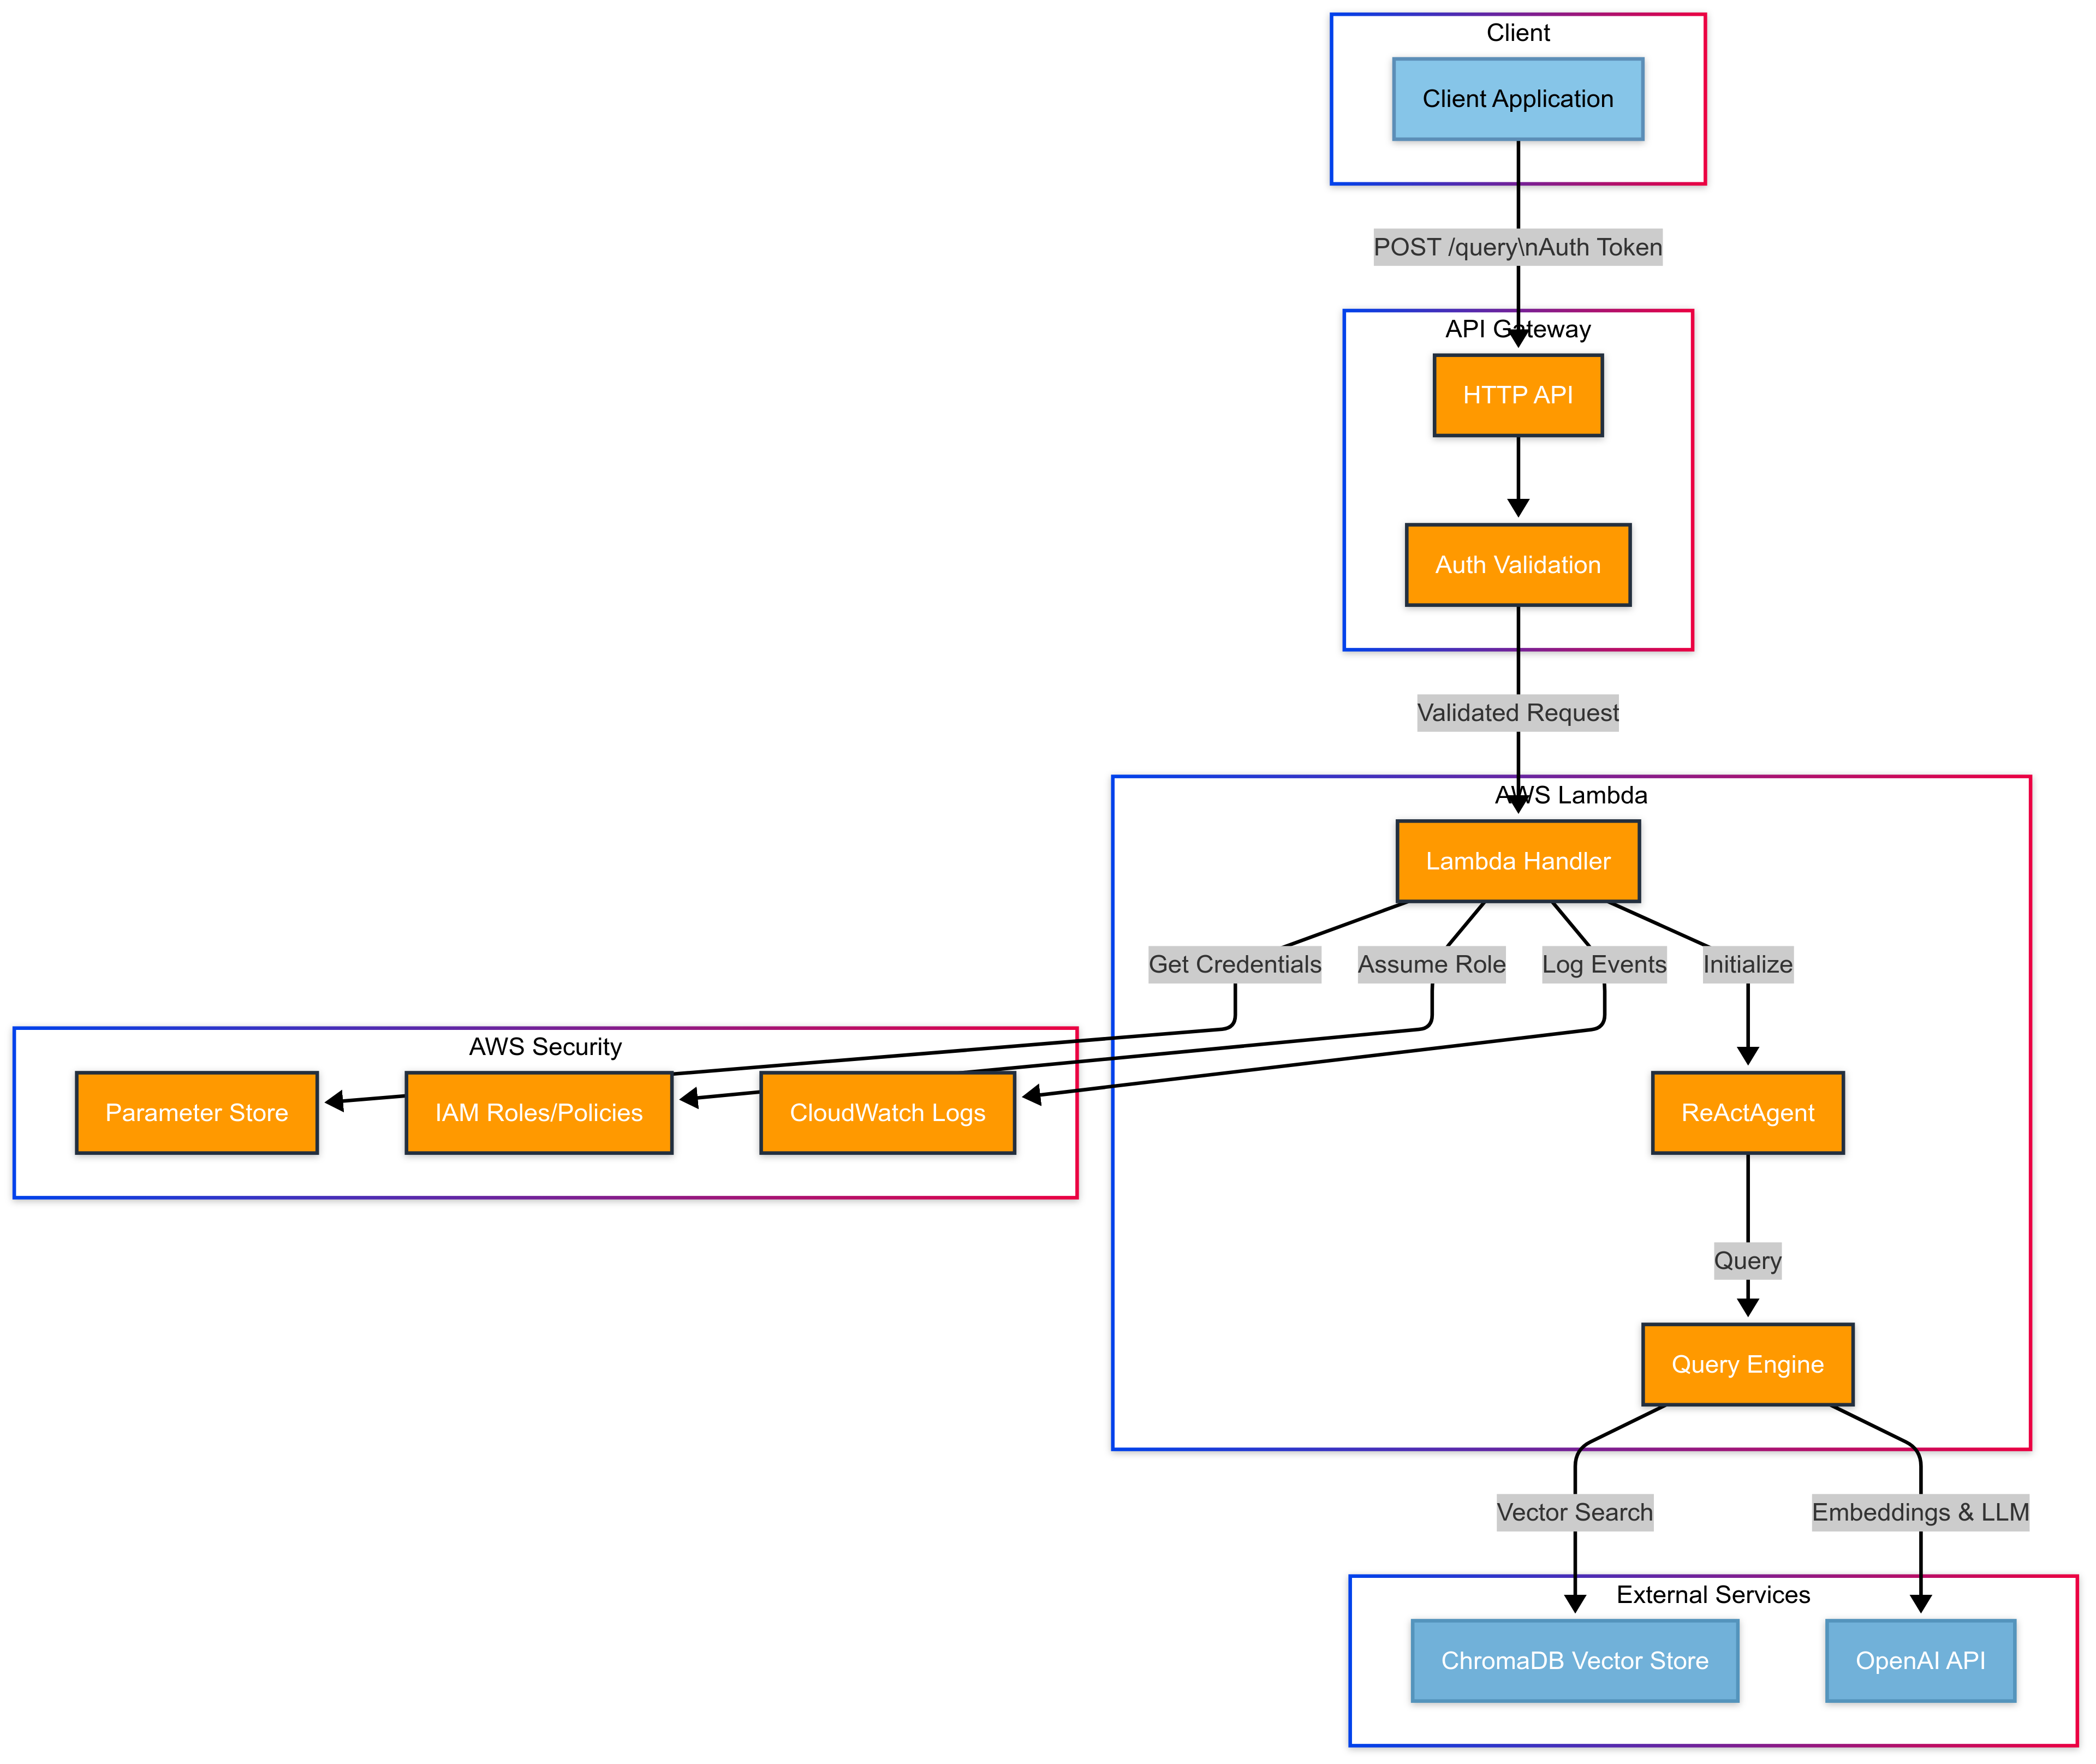 Client
Client Application
POST /query\nAuth Token
API Gateway
HTTP API
Auth Validation
Validated Request
AWS Lambda
Lambda Handler
Get Credentials
Assume Role
Log Events
Initialize
AWS Security
Parameter Store
IAM Roles/Policies
CloudWatch Logs
ReActAgent
Query
Query Engine
Vector Search
Embeddings & LLM
External Services
ChromaDB Vector Store
OpenAI API